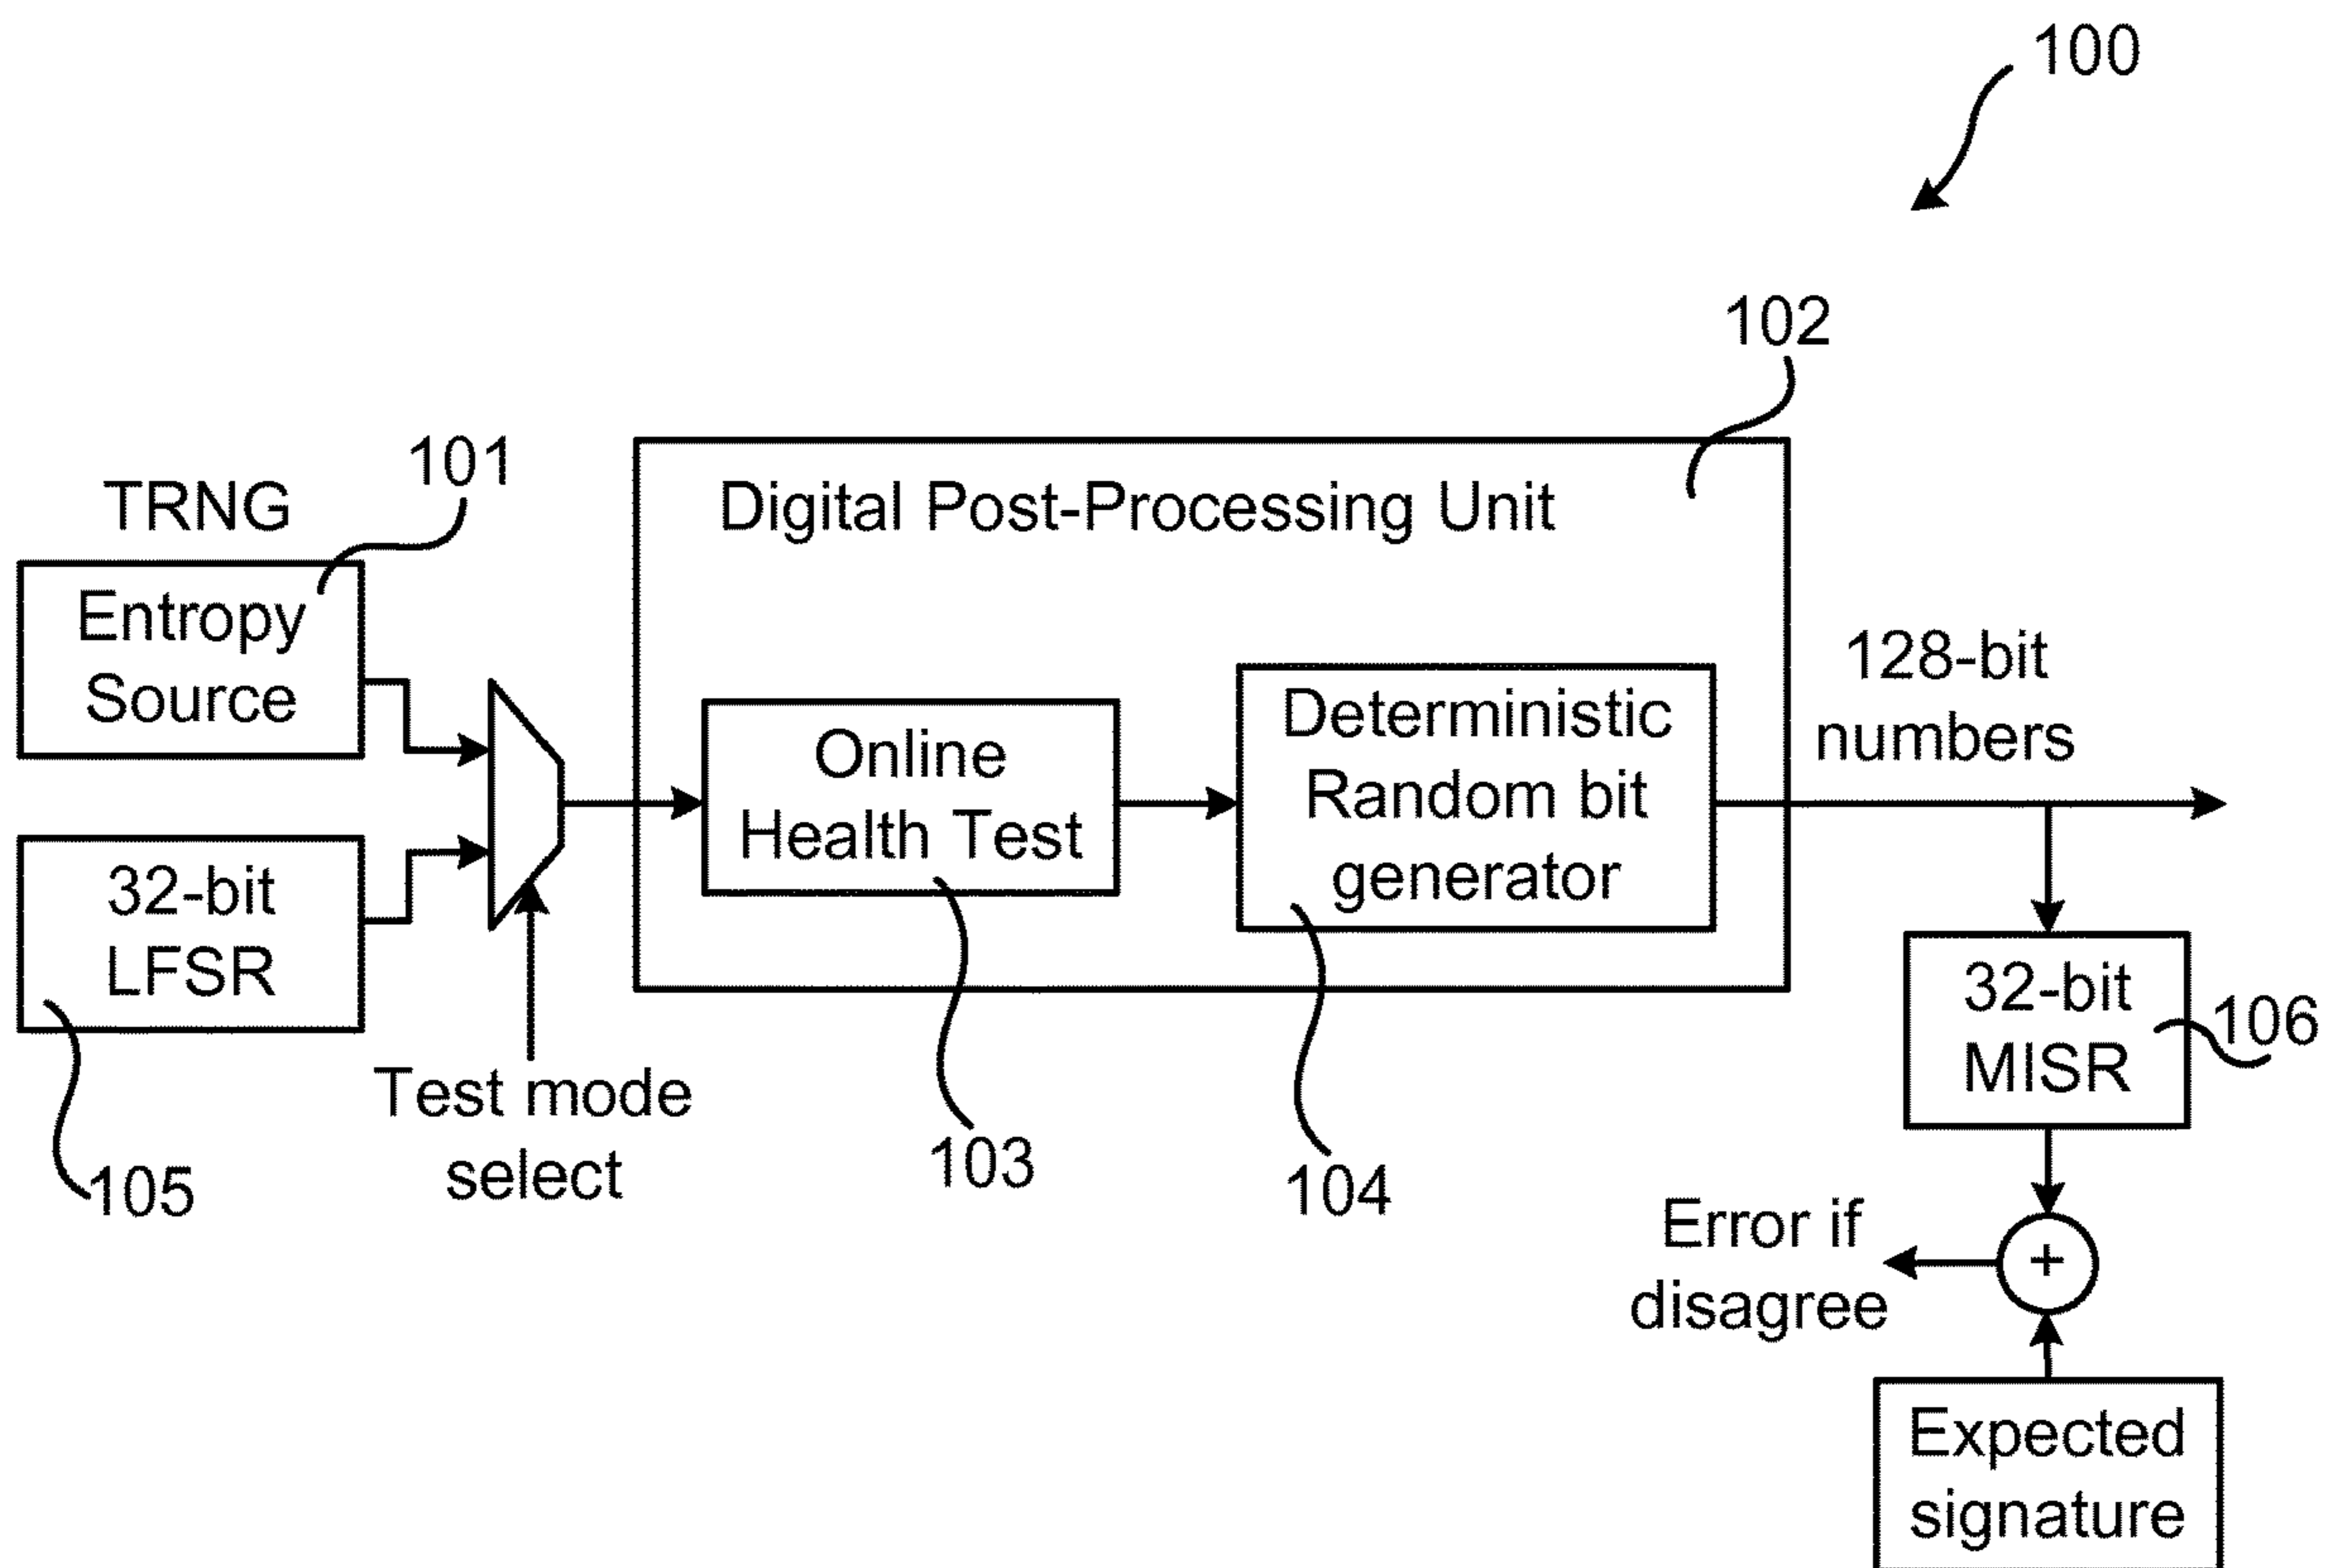 100
102
101
TRNG
Digital Post-Processing Unit
Entropy
Source
128-bit
numbers
Deterministic
Random bit
generator
Online
Health Test
32-bit
LFSR
32-bit
MISR
106
Test mode
select
103
104
105
Error if
disagree
+
Expected
signature